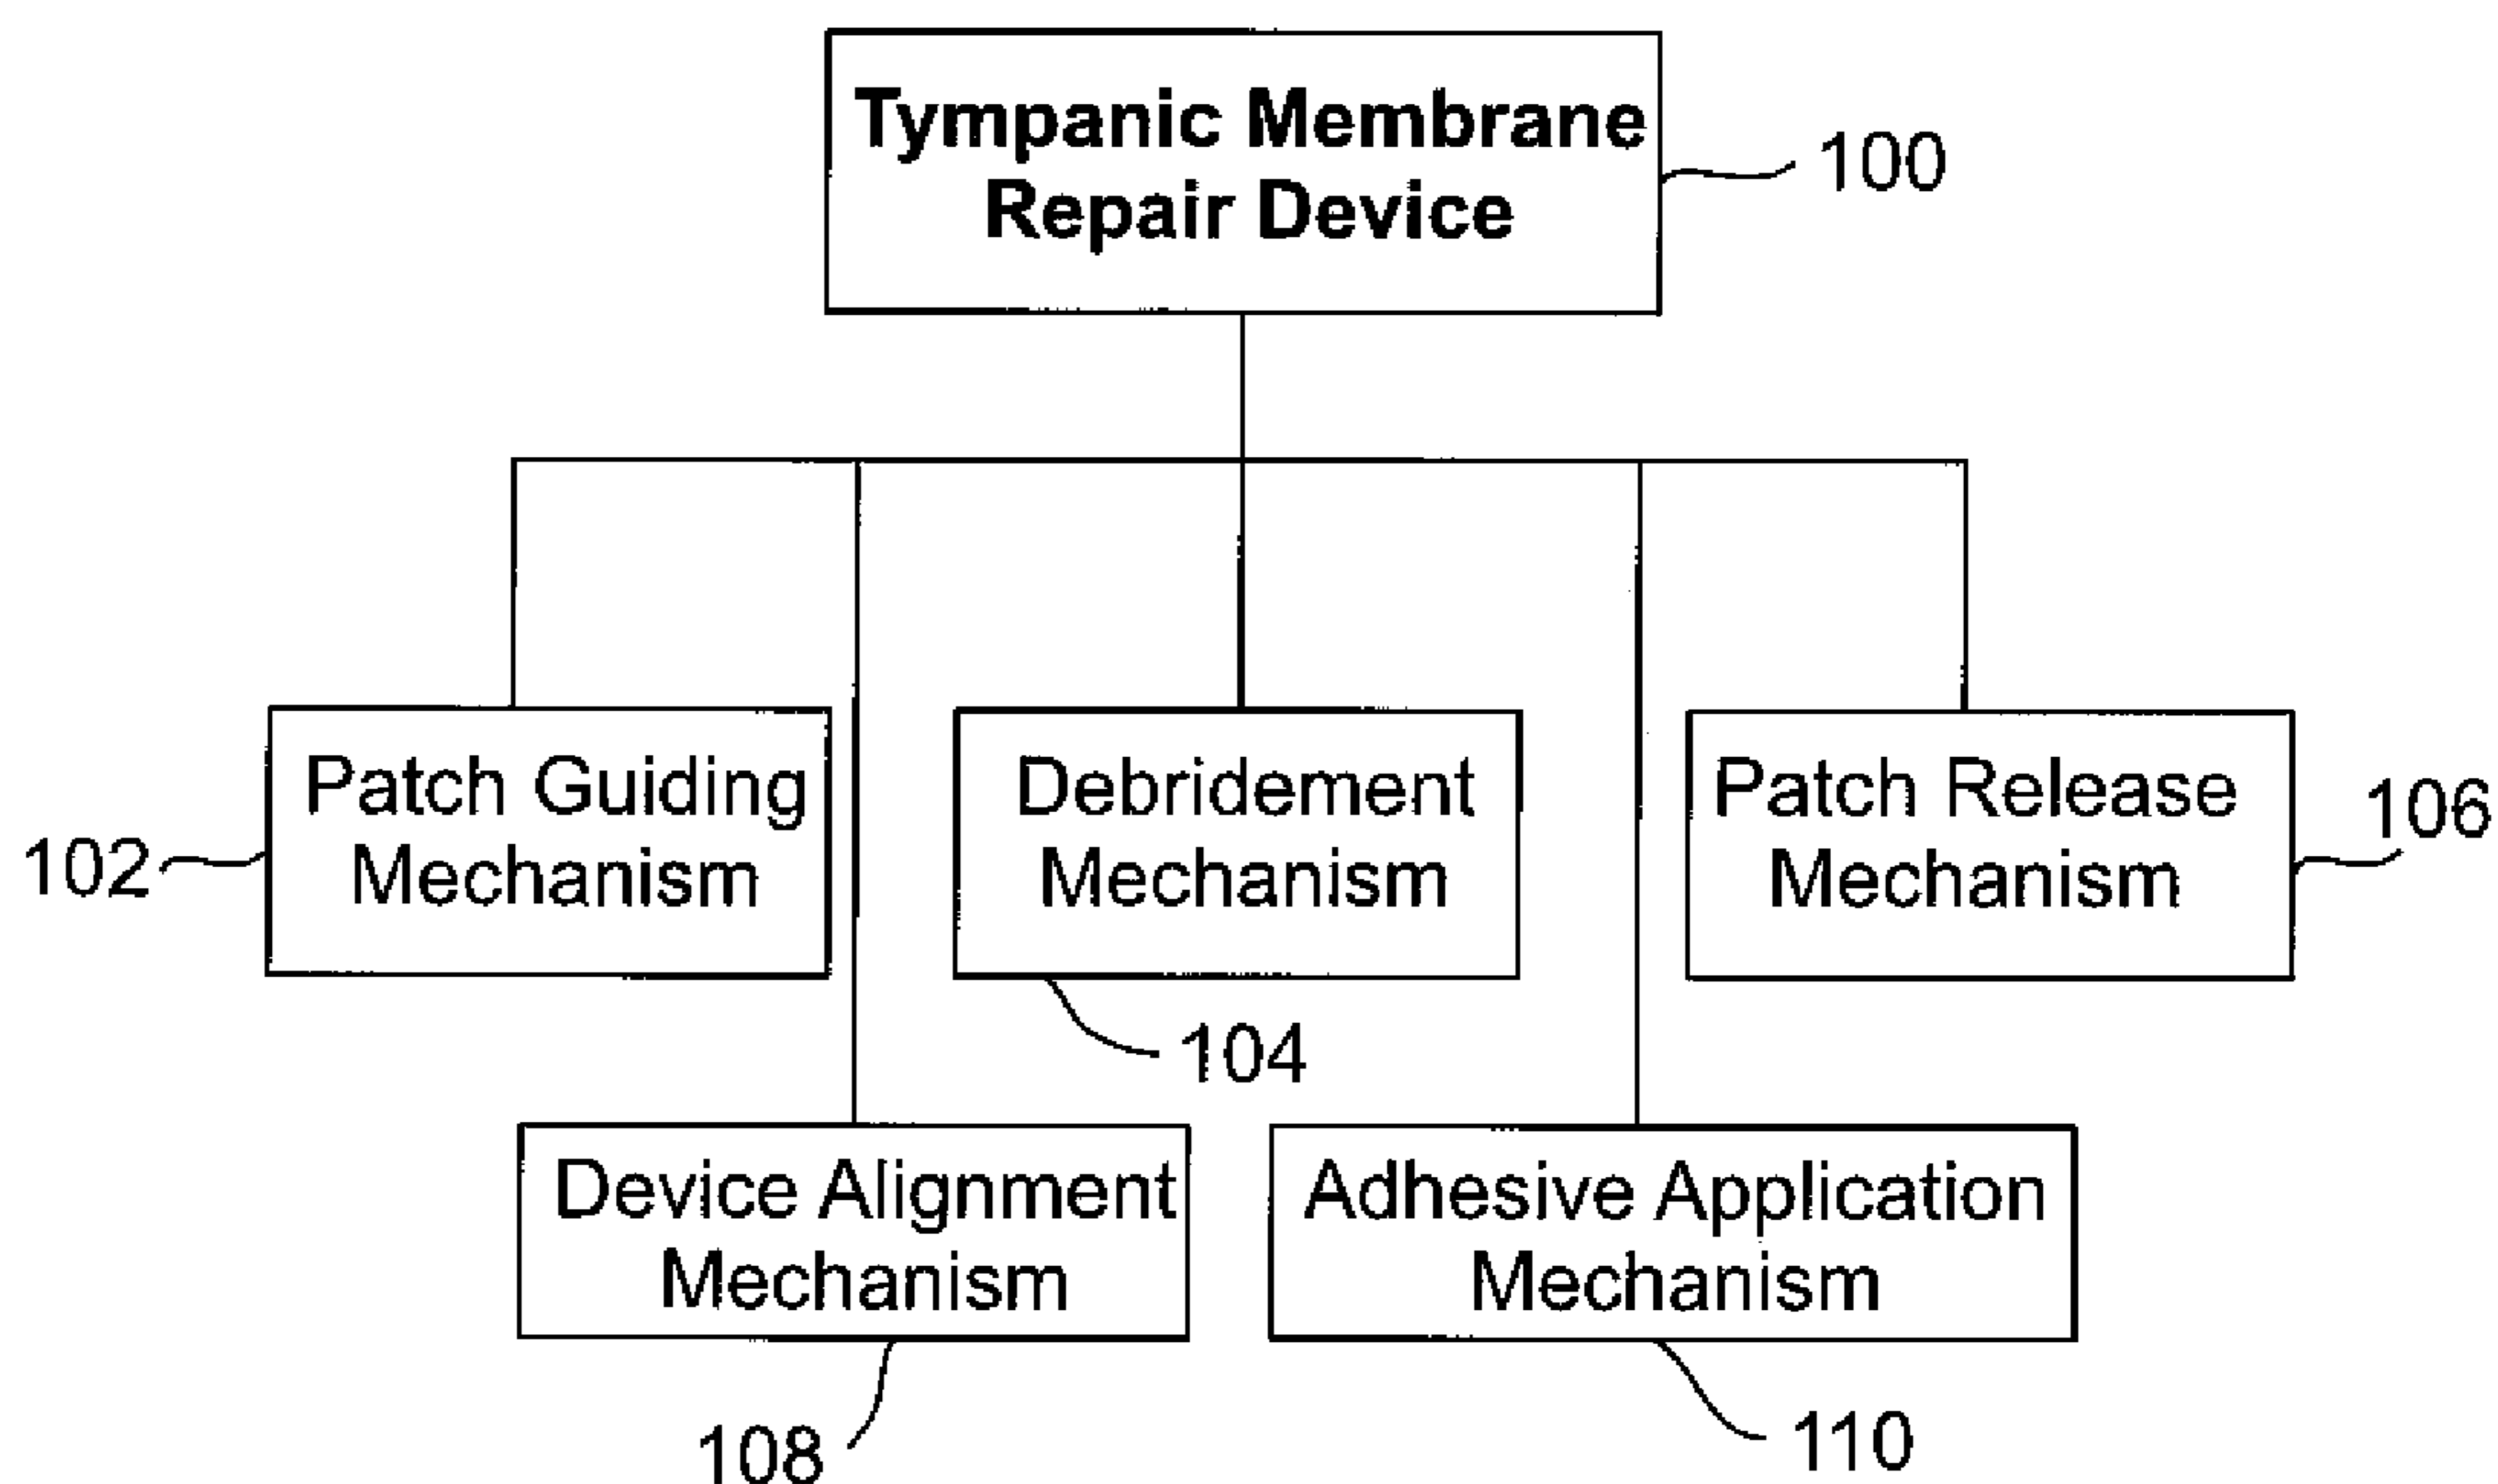 Tympanic Membrane
Repair Device
100
Patch Guiding
Mechanism
102
Debridement
Mechanism
104
Patch Release
Mechanism
106
Device Alignment
Mechanism
108
Adhesive Application
Mechanism
110